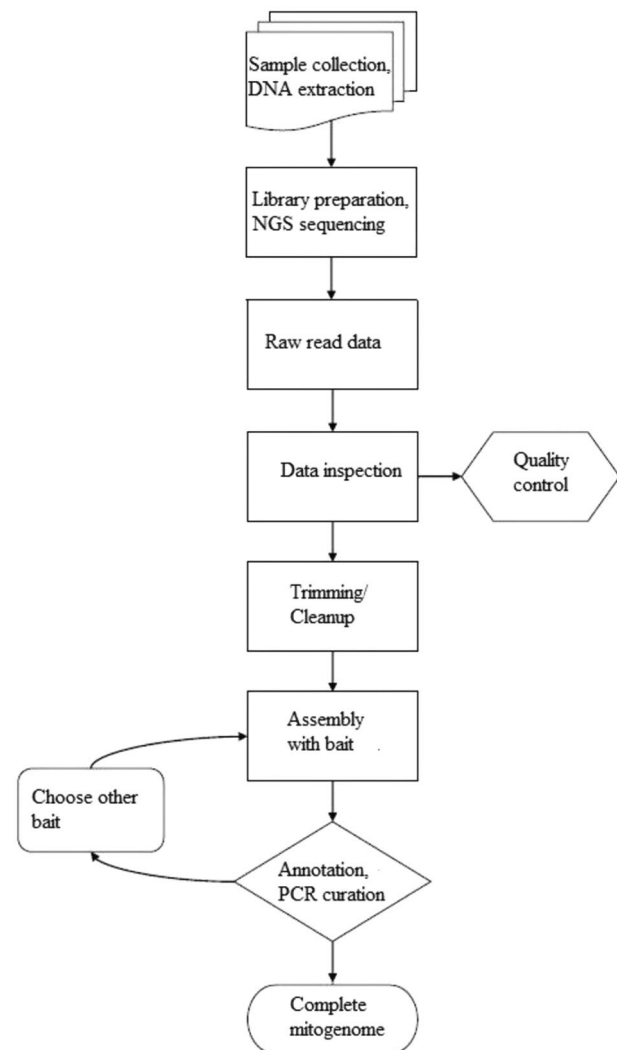 Sample collection,
DNA extraction
Library preparation,
NGS sequencing
Raw read data
Data inspection
Quality
control
Trimming/
Cleanup
Assembly
with bait
Choose other
bait
Annotation,
PCR curation
Complete
mitogenome